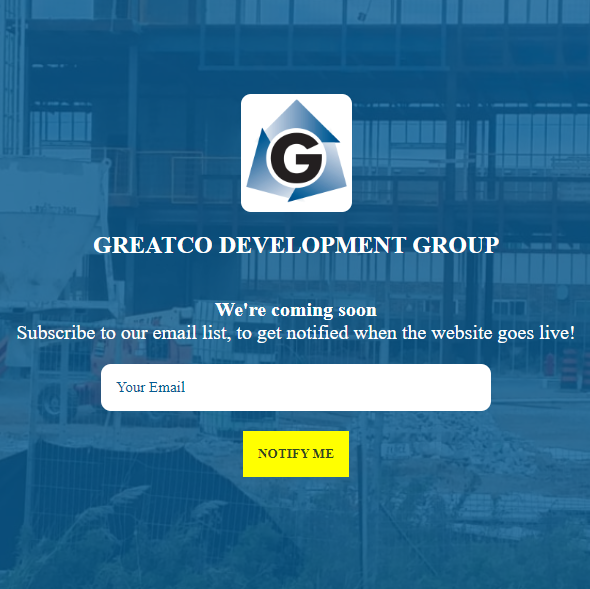 G
GREATCO DEVELOPMENT GROUP
We're coming soon
Subscribe to our email list, to get notified when the website goes live!
Your Email
NOTIFY ME